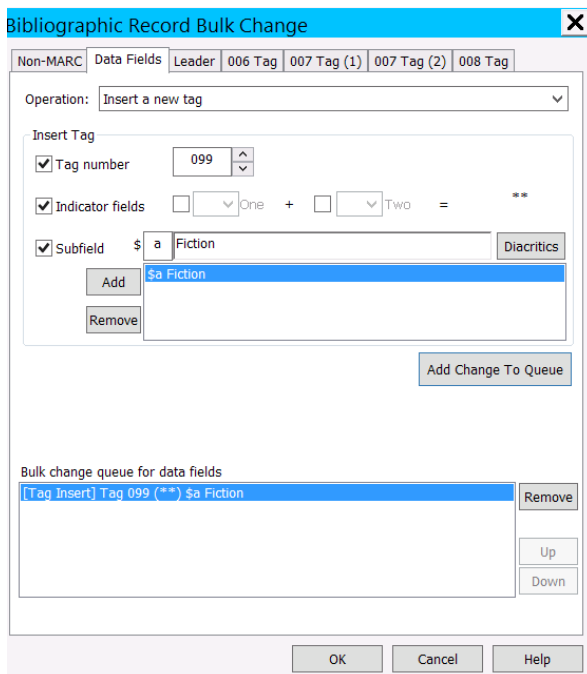 Bibliographic Record Bulk Change
Non-MARC Data Fields Leader 006 Tag 007 Tag (1) 007 Tag (2) 008 Tag
Operation: Insert a new tag
Insert Tag
Tag number 099
Indicator fields One + Two = **
Subfield $ a Fiction Diacritics
Add $a Fiction
Remove
Add Change To Queue
Bulk change queue for data fields
[Tag Insert] Tag 099 (**) $a Fiction Remove
Up
Down
OK Cancel Help